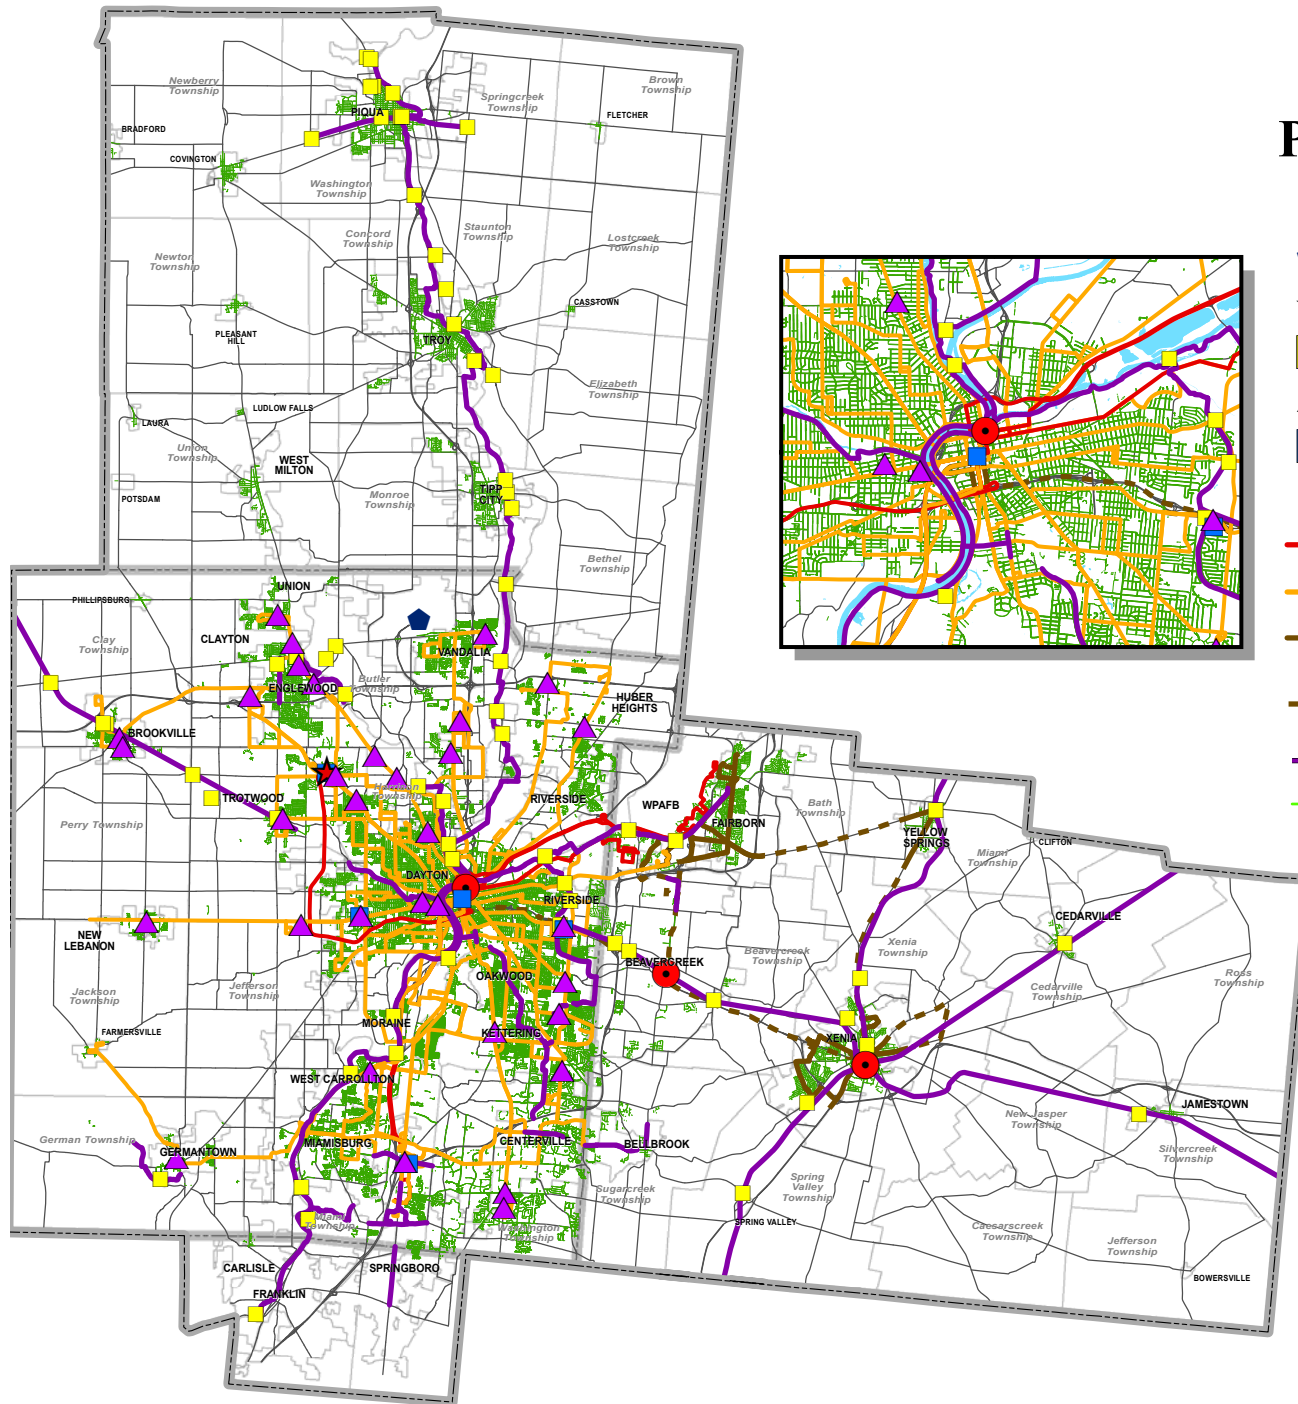 P
Newberry
Township
Brown
Township
Springcreek
Township
PIQUA
FLETCHER
BRADFORD
COVINGTON
Washington
Township
Concord
Township
Staunton
Township
Lostcreek
Township
Newton
Township
CASSTOWN
PLEASANT
HILL
TROY
Elizabeth
Township
LUDLOW FALLS
LAURA
Union
Township
WEST
MILTON
POTSDAM
Monroe
Township
TIPP
CITY
Bethel
Township
UNION
PHILLIPSBURG
Clay
Township
CLAYTON
VANDALIA
ENGLEWOOD
Butler
Township
HUBER
HEIGHTS
BROOKVILLE
Harrison
Township
TROTWOOD
RIVERSIDE
WPAFB
Bath
Township
Perry Township
FAIRBORN
YELLOW
SPRINGS
CLIFTON
Miami
Township
DAYTON
RIVERSIDE
CEDARVILLE
NEW
LEBANON
Beavercreek
Township
Xenia
Township
BEAVERCREEK
OAKWOOD
Ross
Township
Jackson
Township
Jefferson
Township
Cedarville
Township
FARMERSVILLE
MORAINE
KETTERING
XENIA
WEST CARROLLTON
JAMESTOWN
New Jasper
Township
German Township
GERMANTOWN
MIAMISBURG
CENTERVILLE
BELLBROOK
Silvercreek
Township
Spring
Valley
Township
Sugarcreek
Township
Miami
Township
Washington
Township
SPRING VALLEY
Caesarscreek
Township
Jefferson
Township
CARLISLE
SPRINGBORO
BOWERSVILLE
FRANKLIN